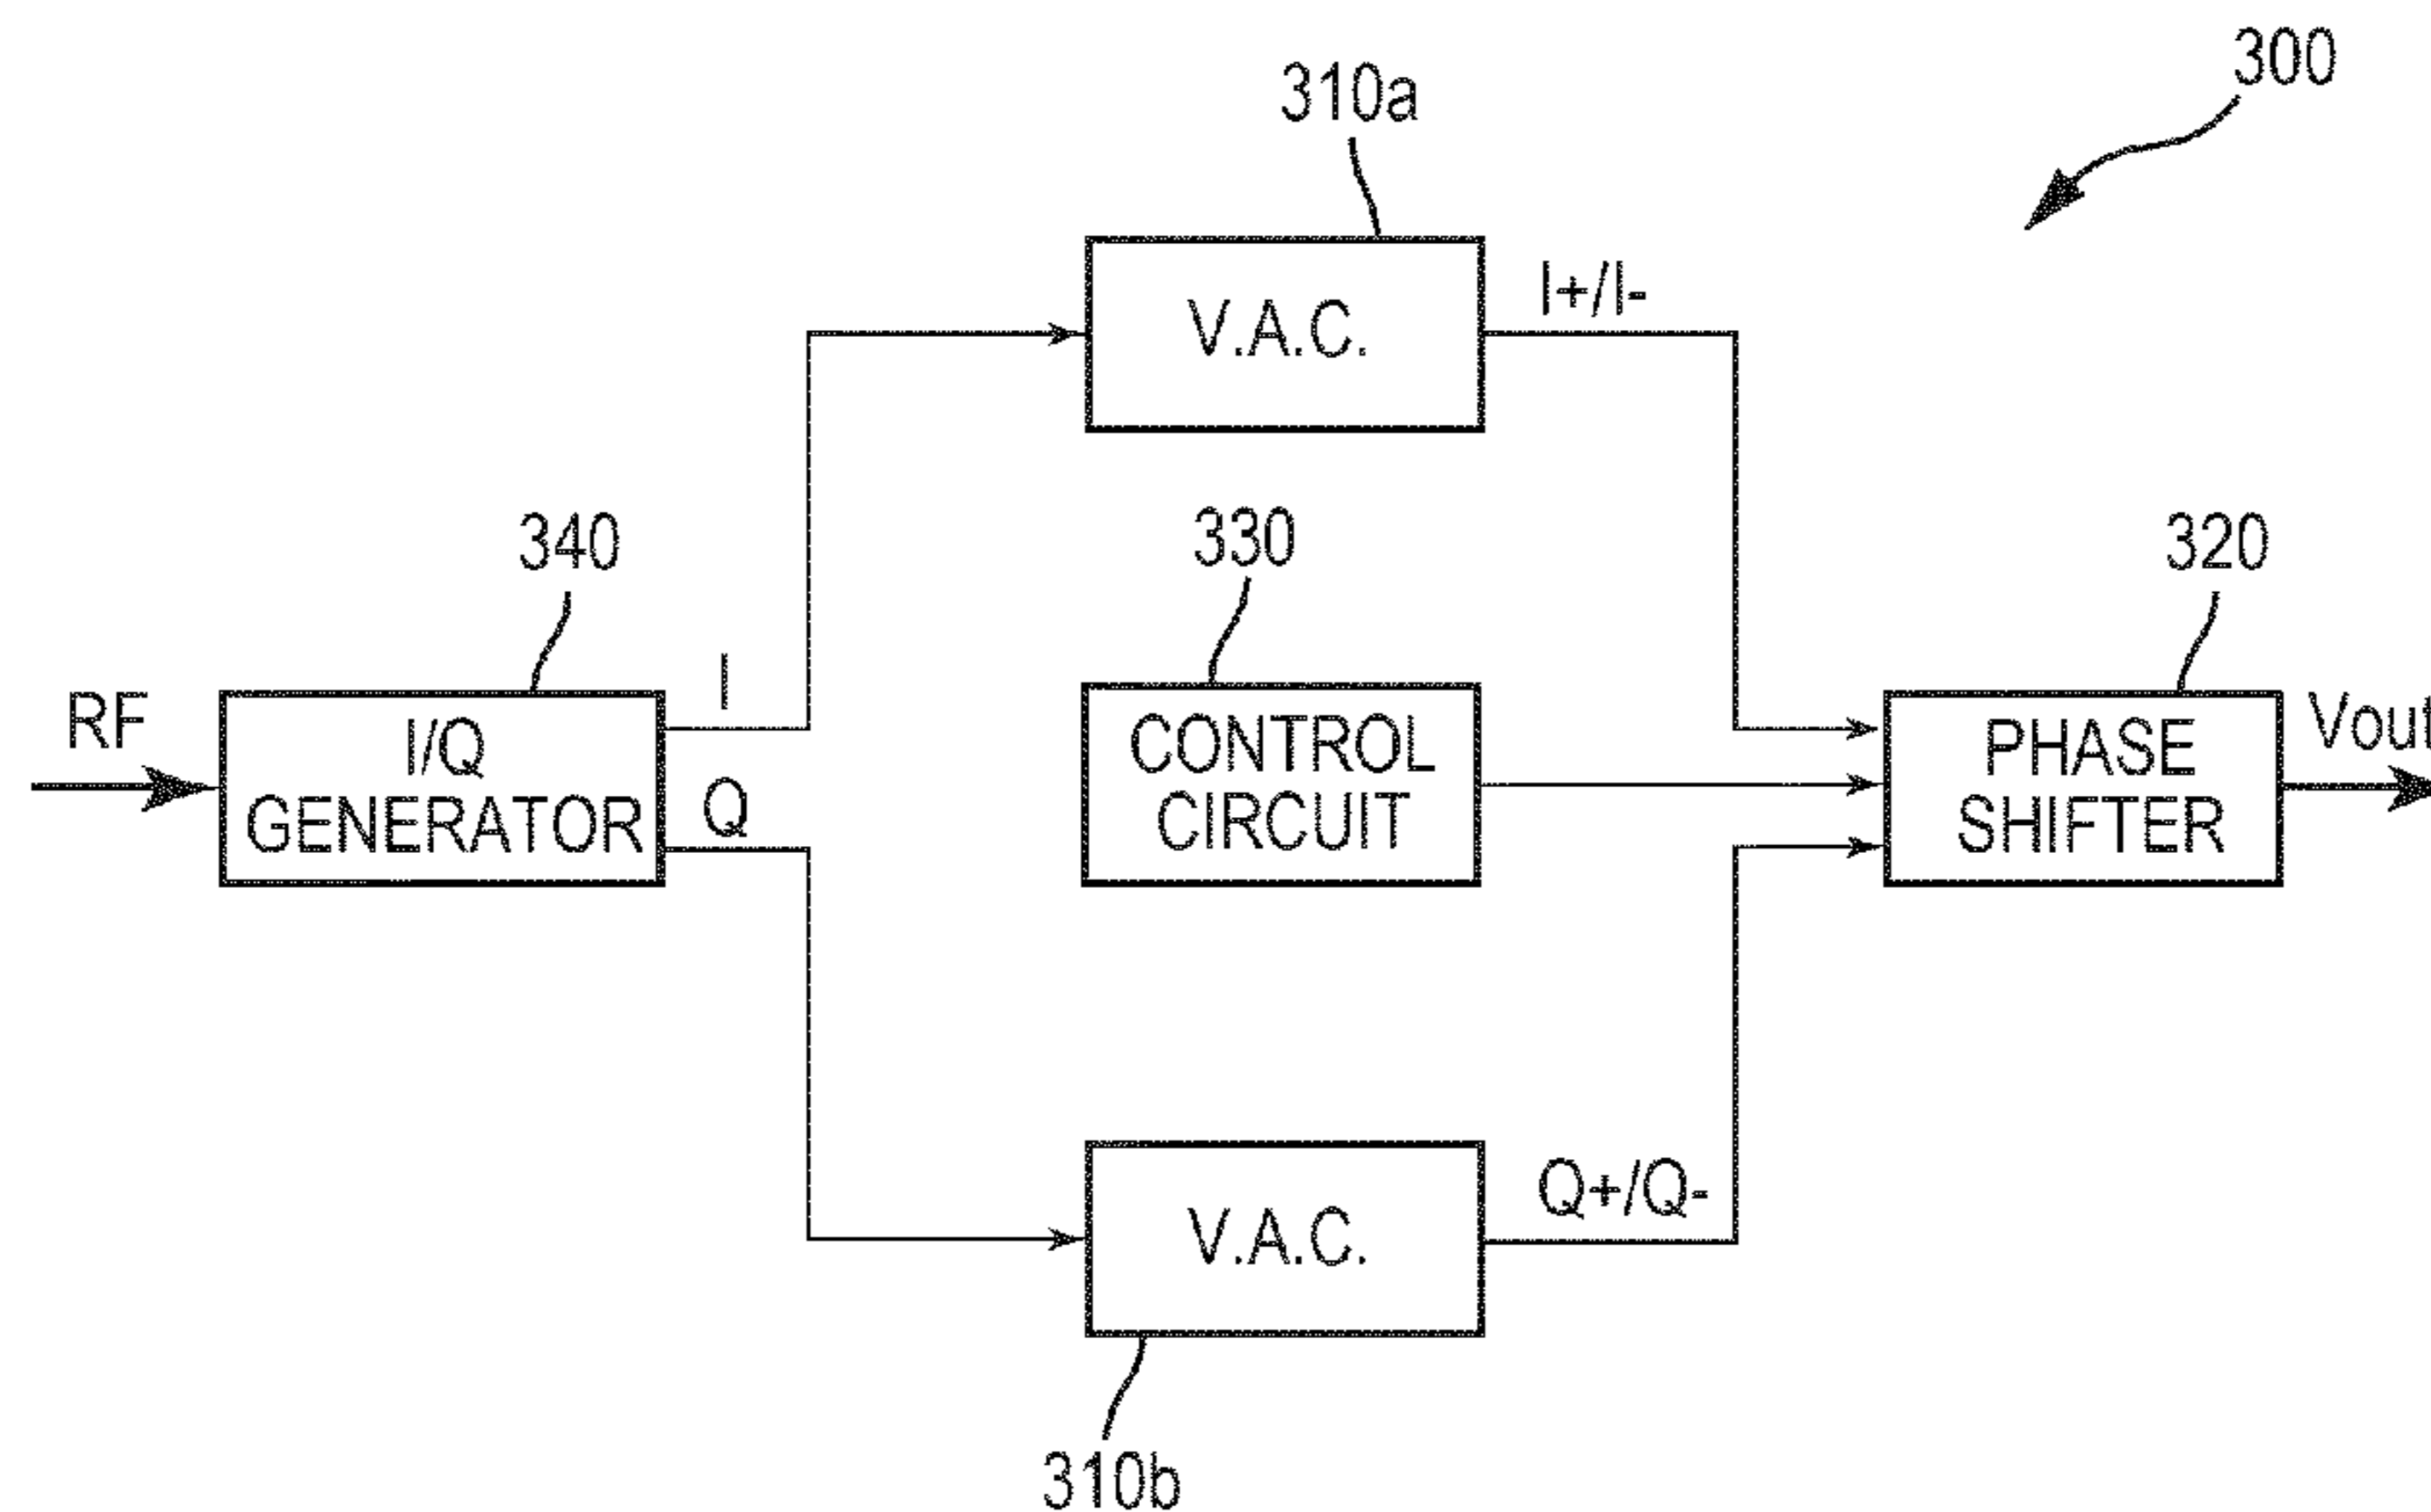 300
310a
V.A.C.
I+/I-
340
330
320
RF
I/Q
GENERATOR
I
Q
CONTROL
CIRCUIT
PHASE
SHIFTER
Vout
V.A.C.
Q+/Q-
310b